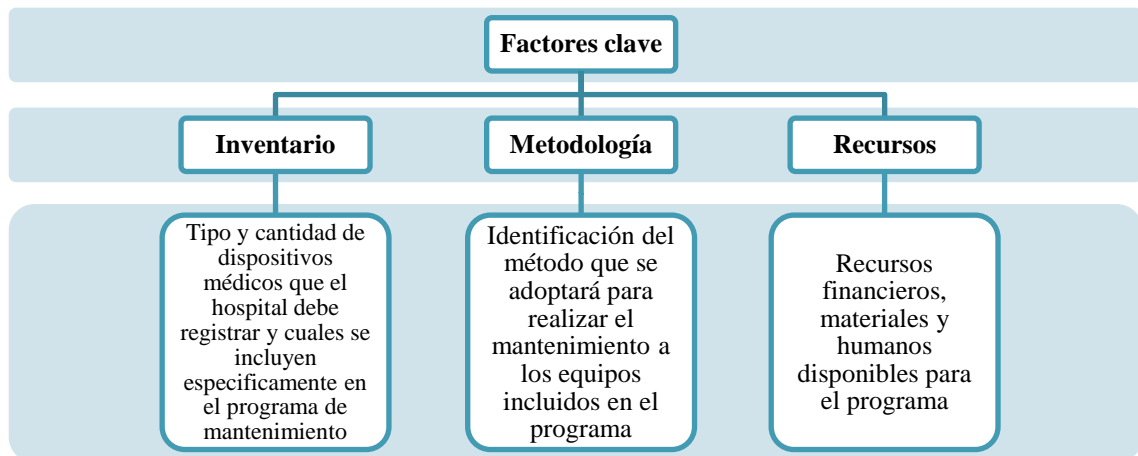 Factores clave
Inventario
Metodología
Recursos
Tipo y cantidad de
dispositivos
médicos que el
hospital debe
registrar y cuales se
incluyen
especificamente en
el programa de
mantenimiento
Identificación del
método que se
adoptará para
realizar el
mantenimiento a
los equipos
incluidos en el
programa
Recursos
financieros,
materiales y
humanos
disponibles para
el programa